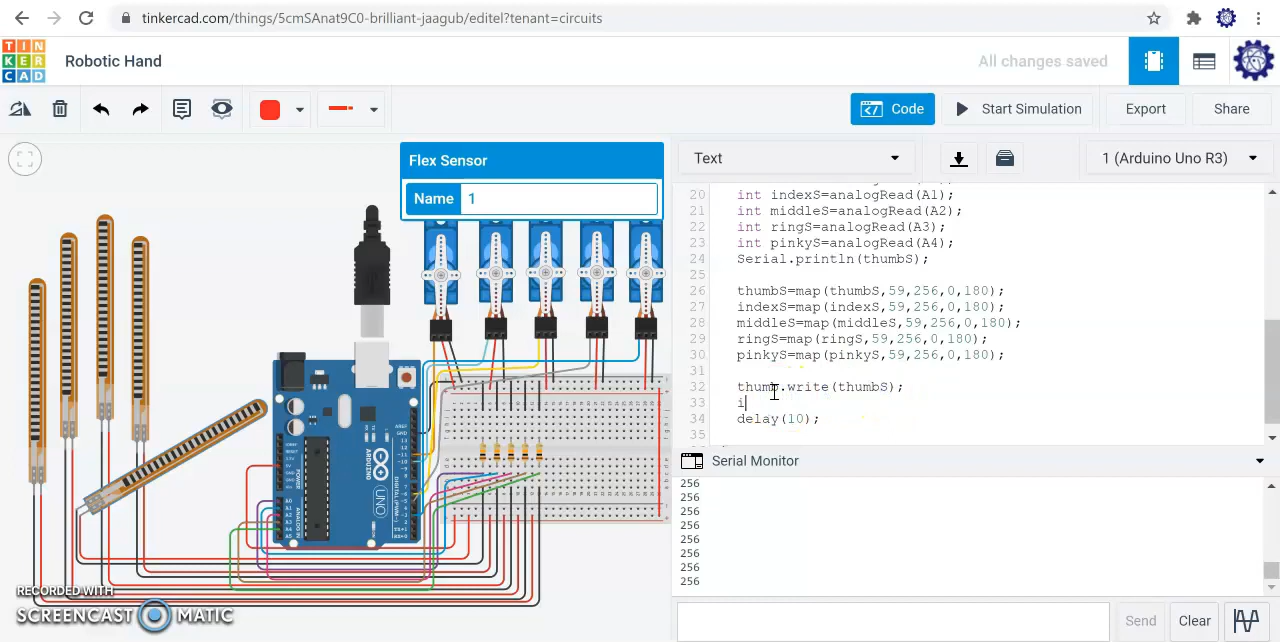 tinkercad.com/things/5cmSAnat9C0-brilliant-jaagub/editel?tenant=circuits
TIN
KER
CAD
Robotic Hand
All changes saved
Code
Start Simulation
Export
Share
Flex Sensor
Name 1
Text
1 (Arduino Uno R3)
20 int indexS=analogRead(A1);
21 int middleS=analogRead(A2);
22 int ringS=analogRead(A3);
23 int pinkyS=analogRead(A4);
24 Serial.println(thumbS);
25
26 thumbS=map(thumbS,59,256,0,180);
27 indexS=map(indexS,59,256,0,180);
28 middleS=map(middleS,59,256,0,180);
29 ringS=map(ringS,59,256,0,180);
30 pinkyS=map(pinkyS,59,256,0,180);
31
32 thumb.write(thumbS);
33 i
34 delay(10);
35
ARDUINO
UNO
Serial Monitor
256
256
256
256
256
256
256
256
Send
Clear
RECORDED WITH
SCREENCAST MATIC